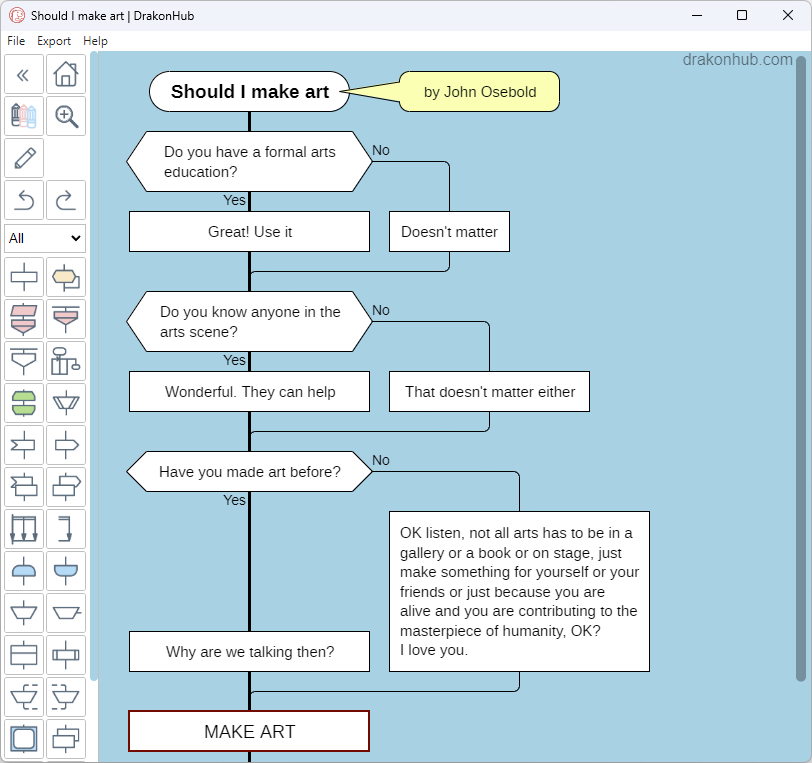 Should I make art | DrakonHub
File Export Help
drakonhub.com
Should I make art
by John Osebold
Do you have a formal arts
education?
No
Yes
Great! Use it
Doesn't matter
Do you know anyone in the
arts scene?
No
Yes
Wonderful. They can help
That doesn't matter either
Have you made art before?
No
Yes
OK listen, not all arts has to be in a
gallery or a book or on stage, just
make something for yourself or your
friends or just because you are
alive and you are contributing to the
masterpiece of humanity, OK?
I love you.
Why are we talking then?
MAKE ART
All